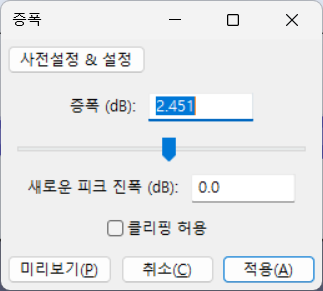 증폭
사전설정 & 설정
증폭 (dB): 2.451
새로운 피크 진폭 (dB): 0.0
클리핑 허용
미리보기(P) 취소(C) 적용(A)